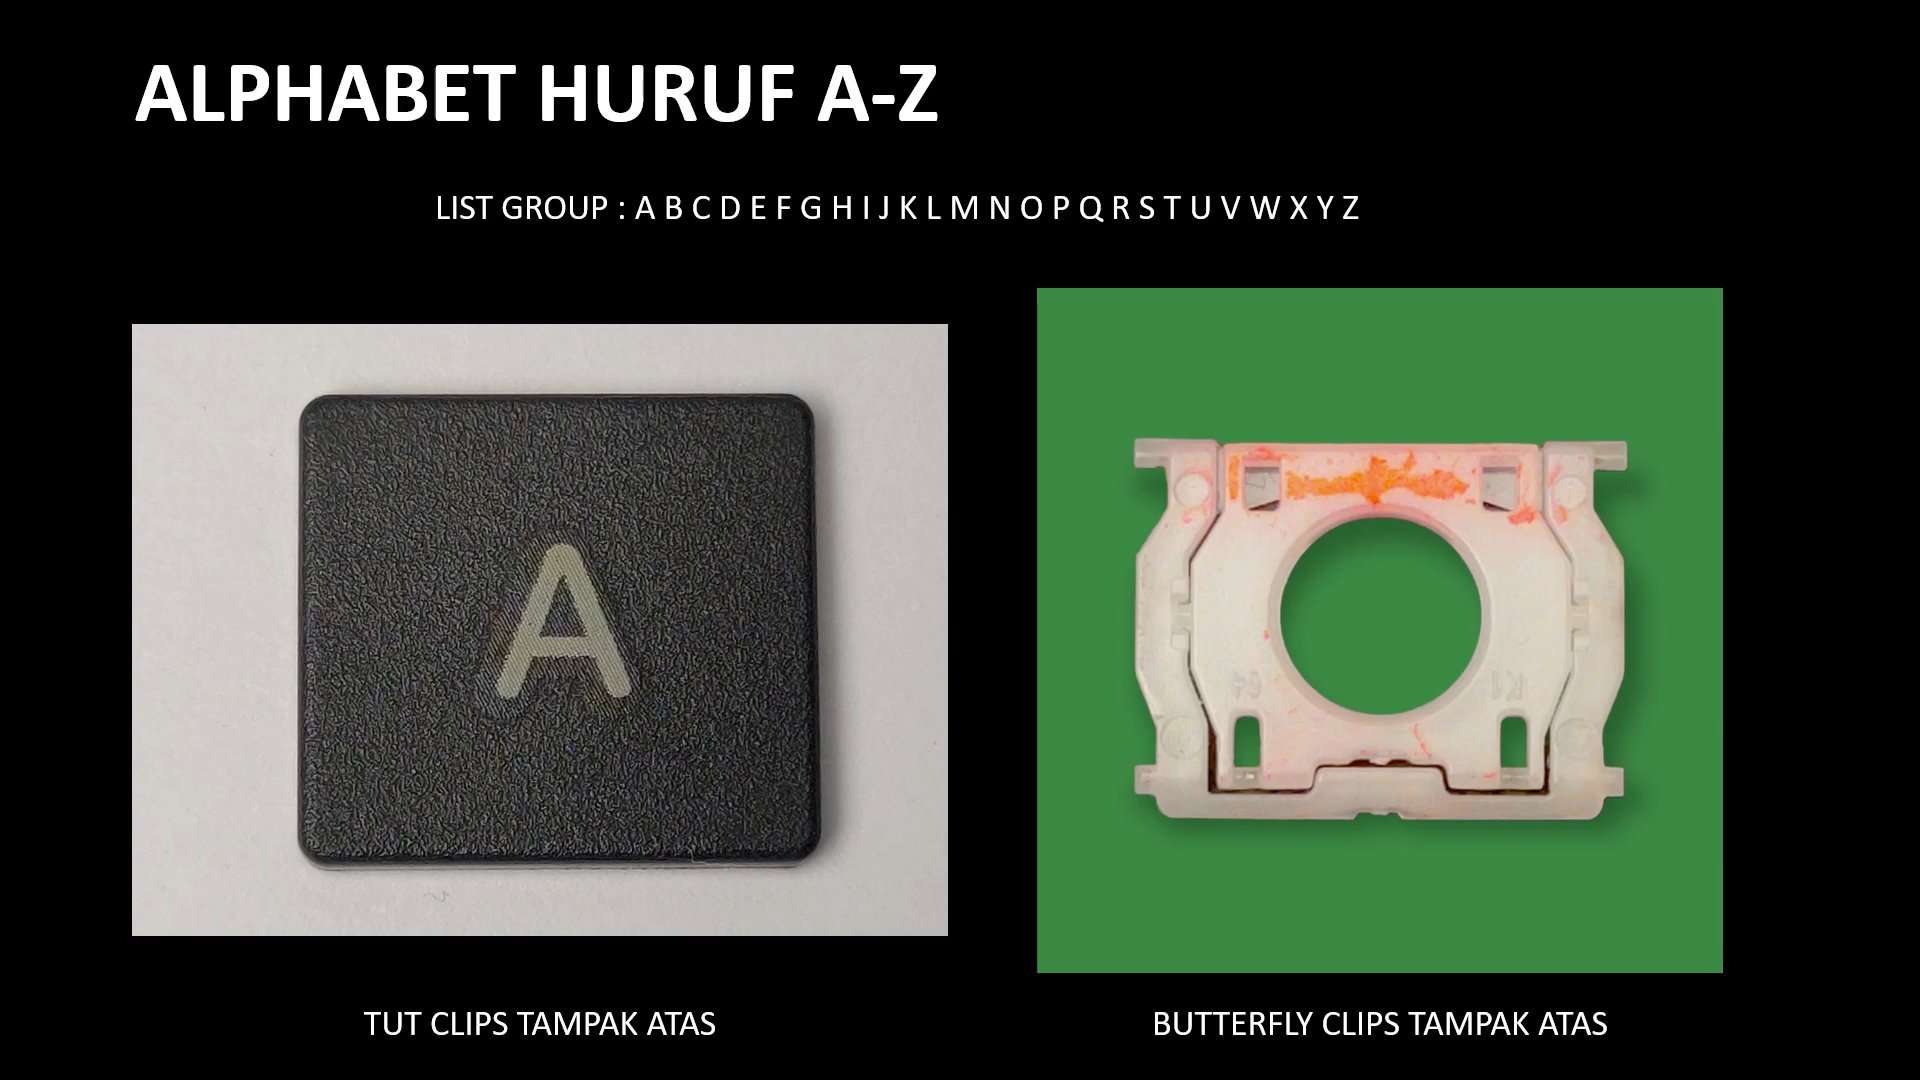 ALPHABET HURUF A-Z
LIST GROUP : A B C D E F G H I J K L M N O P Q R S T U V W X Y Z
A
TUT CLIPS TAMPAK ATAS
BUTTERFLY CLIPS TAMPAK ATAS